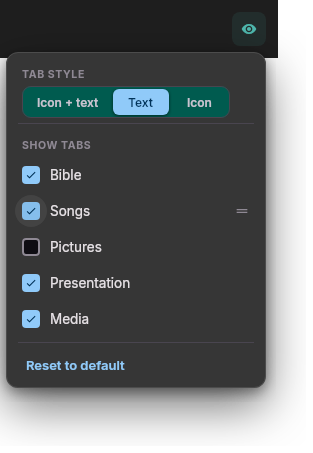 TAB STYLE
Icon + text Text Icon
SHOW TABS
Bible
Songs
Pictures
Presentation
Media
Reset to default